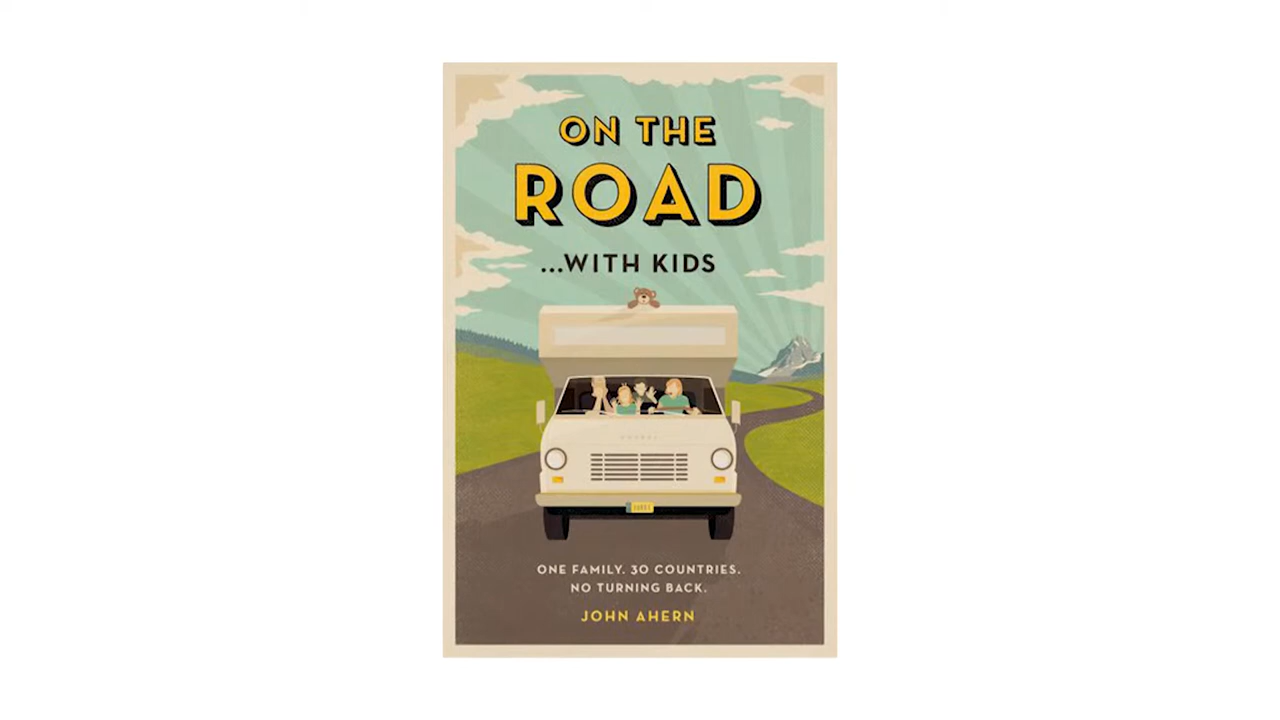 ON THE
ROAD
...WITH KIDS
ONE FAMILY. 30 COUNTRIES.
NO TURNING BACK.
JOHN AHERN